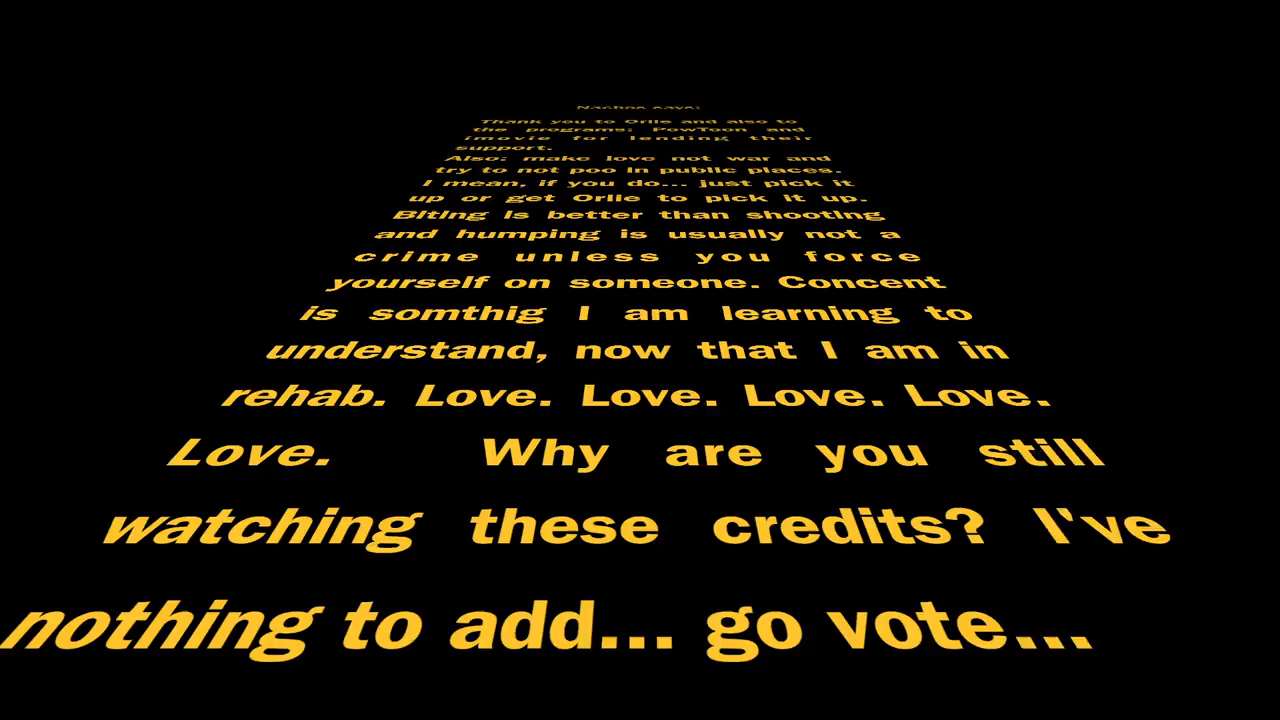 Nachos says:
Thank you to Orlie and also to
the programs: PowToon and
imovie for lending their
support.
Also: make love not war and
try to not poo in public places.
I mean, if you do... just pick it
up or get Orlie to pick it up.
Biting is better than shooting
and humping is usually not a
crime unless you force
yourself on someone. Concent
is somthig I am learning to
understand, now that I am in
rehab. Love. Love. Love. Love.
Love. Why are you still
watching these credits? I've
nothing to add... go vote...